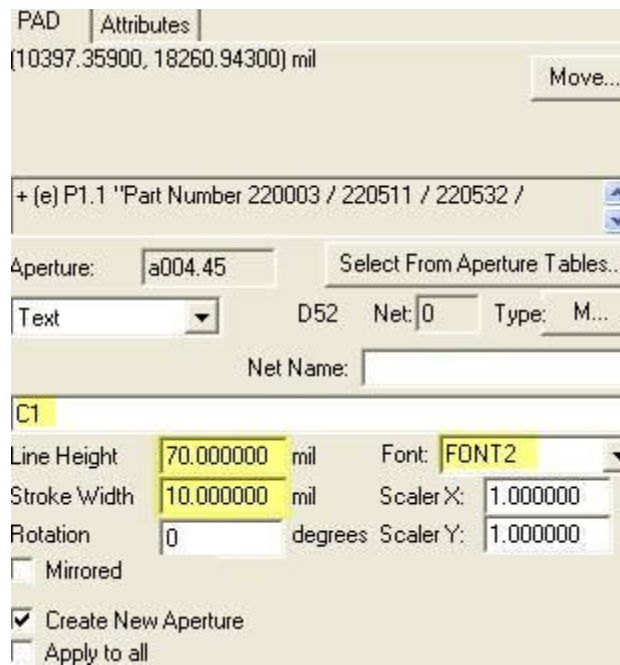 PAD Attributes
(10397.35900, 18260.94300) mil
Move...
+ (e) P1.1 "Part Number 220003 / 220511 / 220532 /
Aperture: a004.45 Select From Aperture Tables..
Text D52 Net: 0 Type: M...
Net Name:
C1
Line Height 70.000000 mil Font: FONT2
Stroke Width 10.000000 mil Scaler X: 1.000000
Rotation 0 degrees Scaler Y: 1.000000
Mirrored
Create New Aperture
Apply to all